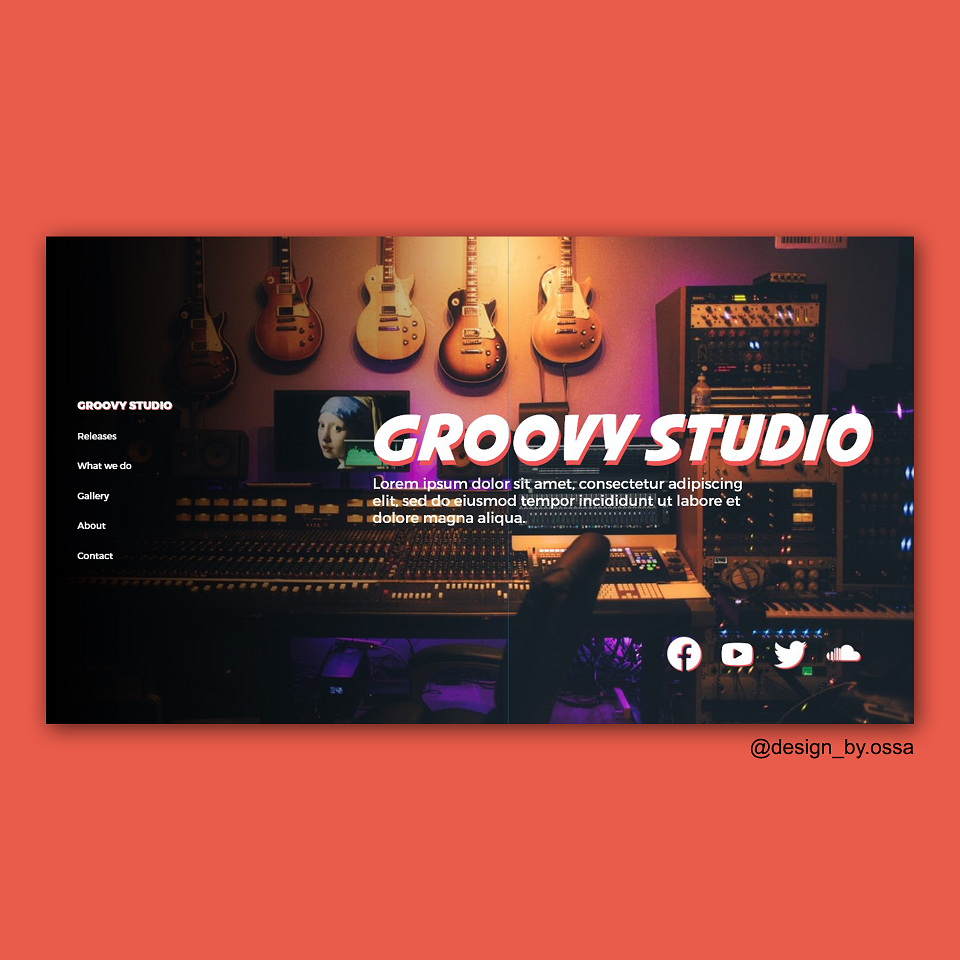 GROOVY STUDIO
Releases
What we do
Gallery
About
Contact
GROOVY STUDIO
Lorem ipsum dolor sit amet, consectetur adipiscing
elit, sed do eiusmod tempor incididunt ut labore et
dolore magna aliqua.
@design_by.ossa